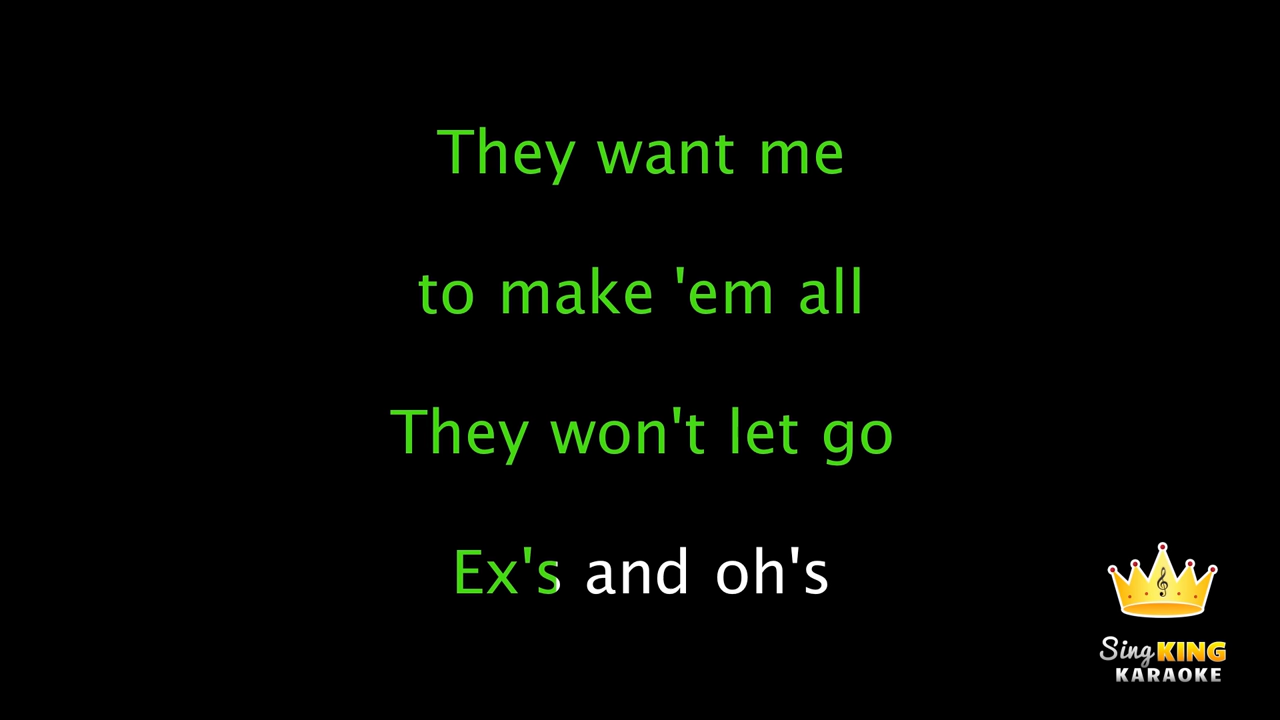 They want me
to make 'em all
They won't let go
Ex's and oh's
Sing KING
KARAOKE